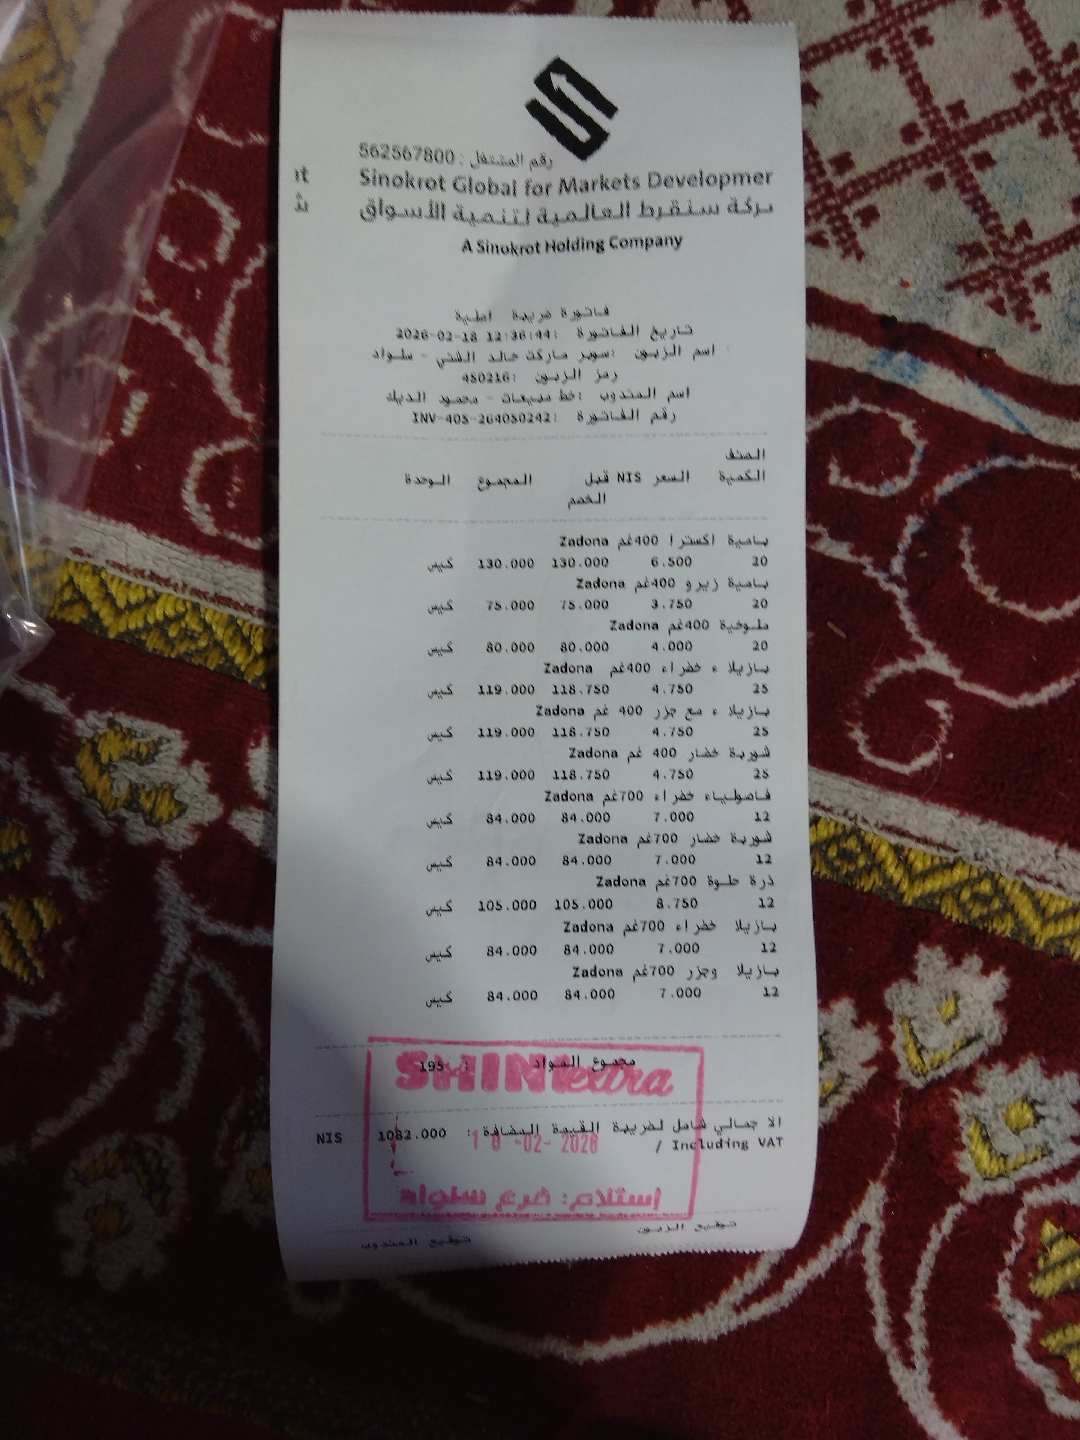 رقم المشتغل : 562567800
nt
Sinokrot Global for Markets Developmer
شركة سنقرط العالمية لتنمية الأسواق
A Sinokrot Holding Company
فاتورة ضريبة اصلية
تاريخ الفاتورة :2026-02-18 12:36:44
اسم الزبون :سوبر ماركت خالد الشني - سلواد
رمز الزبون :450216
اسم المندوب :خط مبيعات - محمود الديك
رقم الفاتورة :INV-405-264050242
الصنف
الكمية السعر NIS قبل المجموع الوحدة
الخصم
بامية اكسترا 400غم Zadona
20 6.500 130.000 130.000 كيس
بامية زيرو 400غم Zadona
20 3.750 75.000 75.000 كيس
ملوخية 400غم Zadona
20 4.000 80.000 80.000 كيس
بازيلاء خضراء 400غم Zadona
25 4.750 118.750 119.000 كيس
بازيلاء مع جزر 400 غم Zadona
25 4.750 118.750 119.000 كيس
شوربة خضار 400 غم Zadona
25 4.750 118.750 119.000 كيس
فاصولياء خضراء 700غم Zadona
12 7.000 84.000 84.000 كيس
شوربة خضار 700غم Zadona
12 7.000 84.000 84.000 كيس
ذرة حلوة 700غم Zadona
12 8.750 105.000 105.000 كيس
بازيلا خضراء 700غم Zadona
12 7.000 84.000 84.000 كيس
بازيلا وجزر 700غم Zadona
12 7.000 84.000 84.000 كيس
مجموع المواد : 195
SHINE extra
الاجمالي شامل لضريبة القيمة المضافة : 1082.000 NIS
/ Including VAT
18-02-2026
إستلام: فرع سلواد
توقيع الزبون
توقيع المندوب